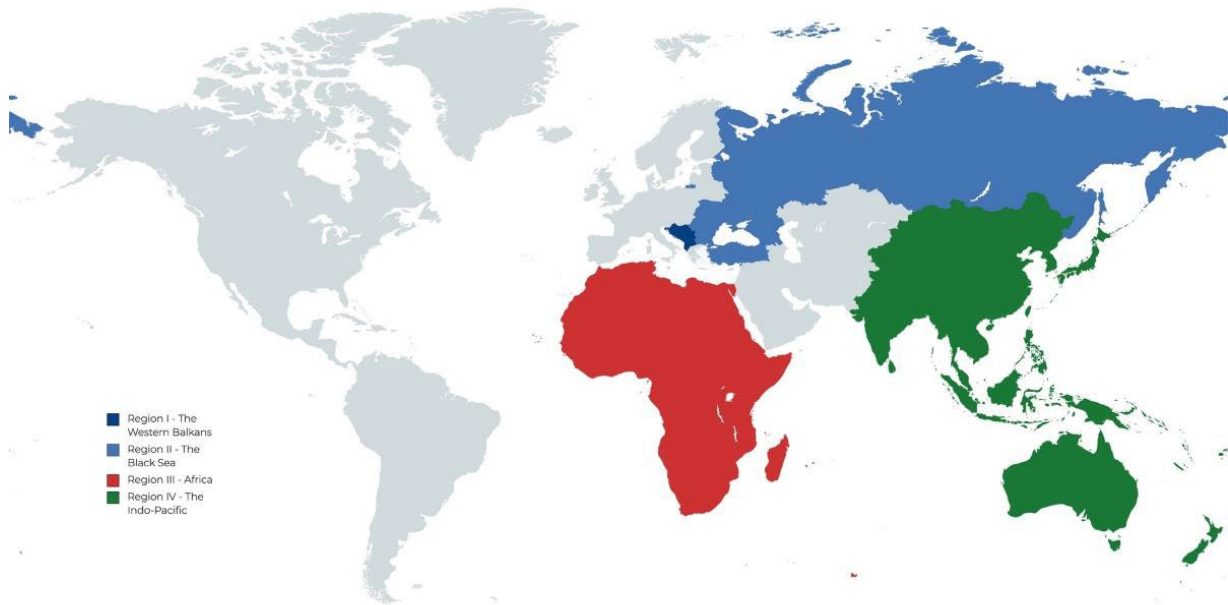 Region I - The
Western Balkans
Region II - The
Black Sea
Region III - Africa
Region IV - The
Indo-Pacific